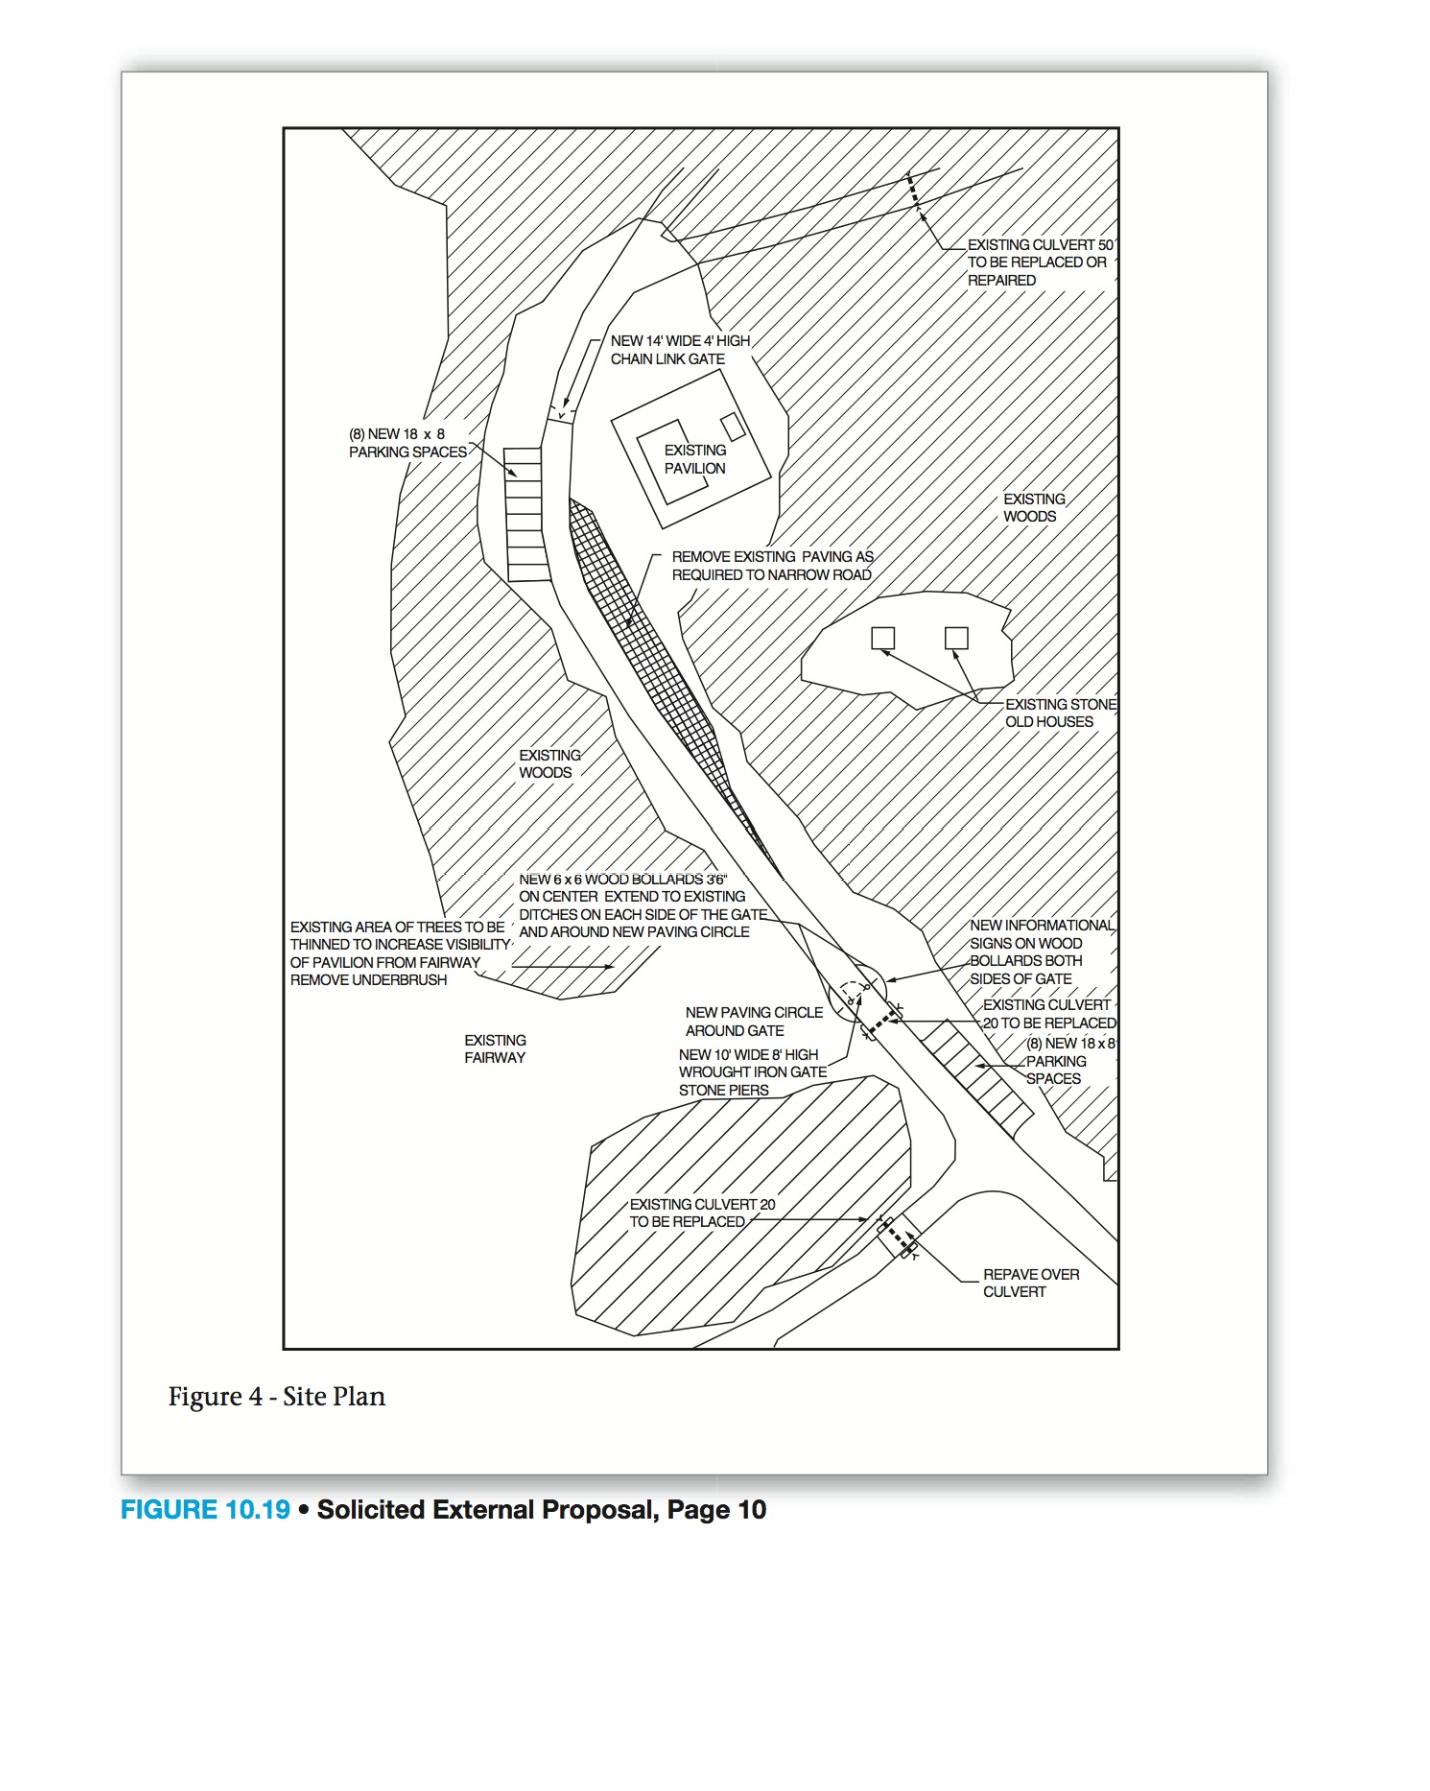 EXISTING CULVERT 50'
TO BE REPLACED OR
REPAIRED
NEW 14' WIDE 4' HIGH
CHAIN LINK GATE
(8) NEW 18 x 8
PARKING SPACES
EXISTING
PAVILION
EXISTING
WOODS
REMOVE EXISTING PAVING AS
REQUIRED TO NARROW ROAD
EXISTING STONE
OLD HOUSES
EXISTING
WOODS
NEW 6 x 6 WOOD BOLLARDS 3'6"
ON CENTER EXTEND TO EXISTING
DITCHES ON EACH SIDE OF THE GATE
AND AROUND NEW PAVING CIRCLE
EXISTING AREA OF TREES TO BE
THINNED TO INCREASE VISIBILITY
OF PAVILION FROM FAIRWAY
REMOVE UNDERBRUSH
NEW INFORMATIONAL
SIGNS ON WOOD
BOLLARDS BOTH
SIDES OF GATE
EXISTING CULVERT
20 TO BE REPLACED
NEW PAVING CIRCLE
AROUND GATE
EXISTING
FAIRWAY
(8) NEW 18 x 8
PARKING
SPACES
NEW 10' WIDE 8' HIGH
WROUGHT IRON GATE
STONE PIERS
EXISTING CULVERT 20
TO BE REPLACED
REPAVE OVER
CULVERT
Figure 4 - Site Plan
FIGURE 10.19 • Solicited External Proposal, Page 10